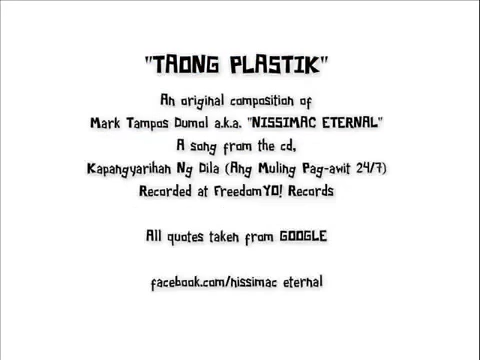 "TAONG PLASTIK"
An original composition of
Mark Tampos Dumol a.k.a. "NISSIMAC ETERNAL"
A song from the cd,
Kapangyarihan Ng Dila (Ang Muling Pag-awit 24/7)
Recorded at FreedomYO! Records
All quotes taken from GOOGLE
facebook.com/nissimac eternal